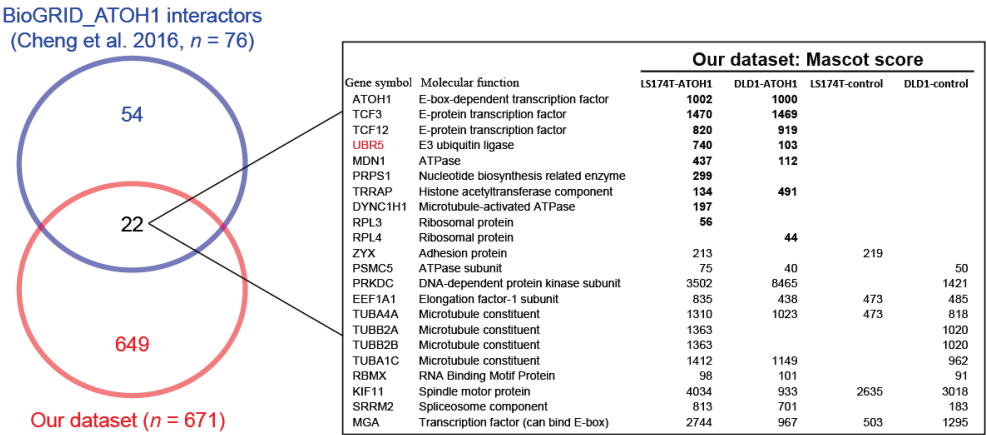 BioGRID_ATOH1 interactors
(Cheng et al. 2016, n = 76)
54
22
649
Our dataset (n = 671)
Our dataset: Mascot score
Gene symbol Molecular function LS174T-ATOH1 DLD1-ATOH1 LS174T-control DLD1-control
ATOH1 E-box-dependent transcription factor 1002 1000
TCF3 E-protein transcription factor 1470 1469
TCF12 E-protein transcription factor 820 919
UBR5 E3 ubiquitin ligase 740 103
MDN1 ATPase 437 112
PRPS1 Nucleotide biosynthesis related enzyme 299
TRRAP Histone acetyltransferase component 134 491
DYNC1H1 Microtubule-activated ATPase 197
RPL3 Ribosomal protein 56
RPL4 Ribosomal protein 44
ZYX Adhesion protein 213 219
PSMC5 ATPase subunit 75 40 50
PRKDC DNA-dependent protein kinase subunit 3502 8465 1421
EEF1A1 Elongation factor-1 subunit 835 438 473 485
TUBA4A Microtubule constituent 1310 1023 473 818
TUBB2A Microtubule constituent 1363 1020
TUBB2B Microtubule constituent 1363 1020
TUBA1C Microtubule constituent 1412 1149 962
RBMX RNA Binding Motif Protein 98 101 91
KIF11 Spindle motor protein 4034 933 2635 3018
SRRM2 Spliceosome component 813 701 183
MGA Transcription factor (can bind E-box) 2744 967 503 1295